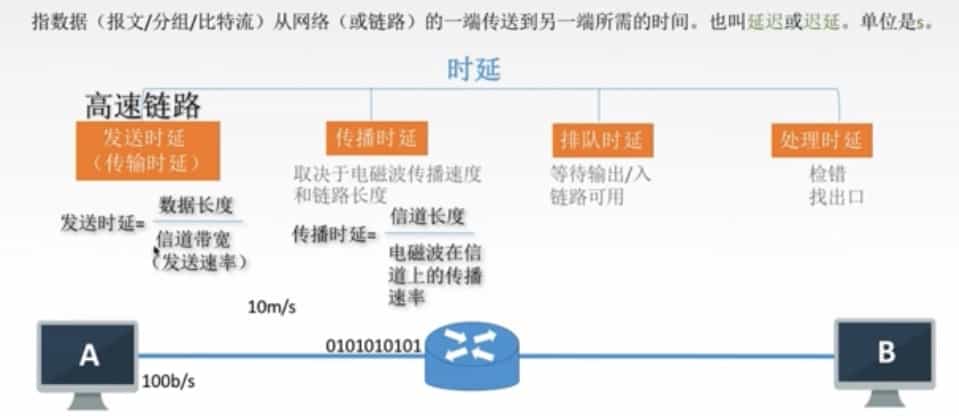 指数据（报文/分组/比特流）从网络（或链路）的一端传送到另一端所需的时间。也叫延迟或迟延。单位是s。
时延
高速链路
发送时延
（传输时延）
传播时延
排队时延
处理时延
取决于电磁波传播速度
和链路长度
等待输出/入
链路可用
检错
找出口
发送时延=
数据长度
信道带宽
（发送速率）
传播时延=
信道长度
电磁波在信
道上的传播
速率
10m/s
0101010101
A
B
100b/s